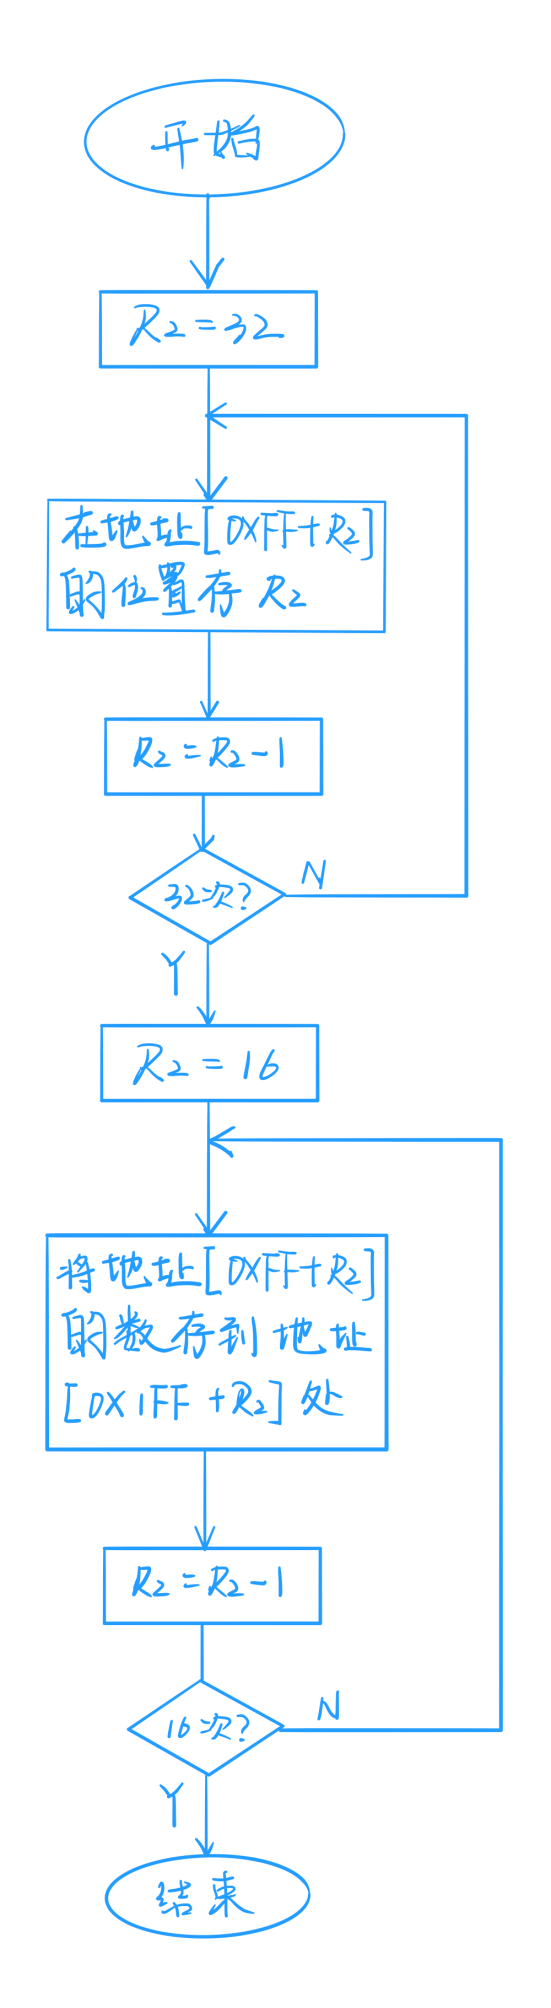 开始
R2=32
在地址[0XFF+R2]
的位置存 R2
R2=R2-1
32次?
N
Y
R2=16
将地址[0XFF+R2]
的数存到地址
[0X1FF+R2]处
R2=R2-1
16次?
N
Y
结束